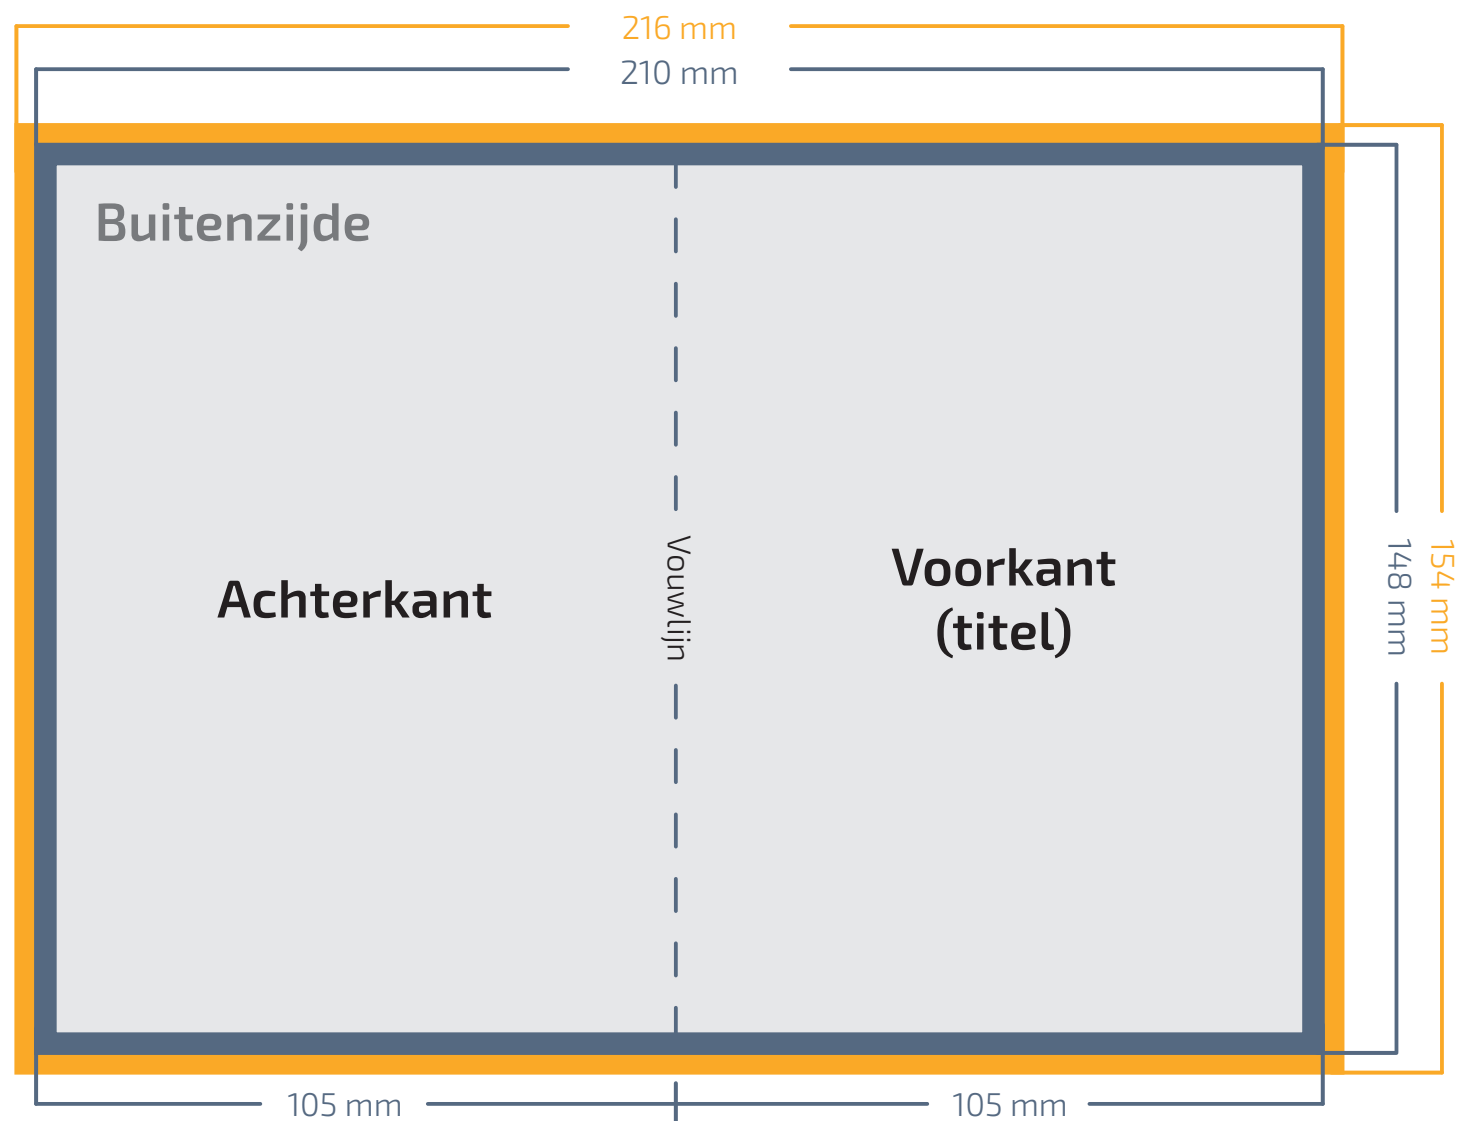 216 mm
210 mm
Buitenzijde
Achterkant
Vouwlijn
Voorkant
(titel)
148 mm
154 mm
105 mm
105 mm